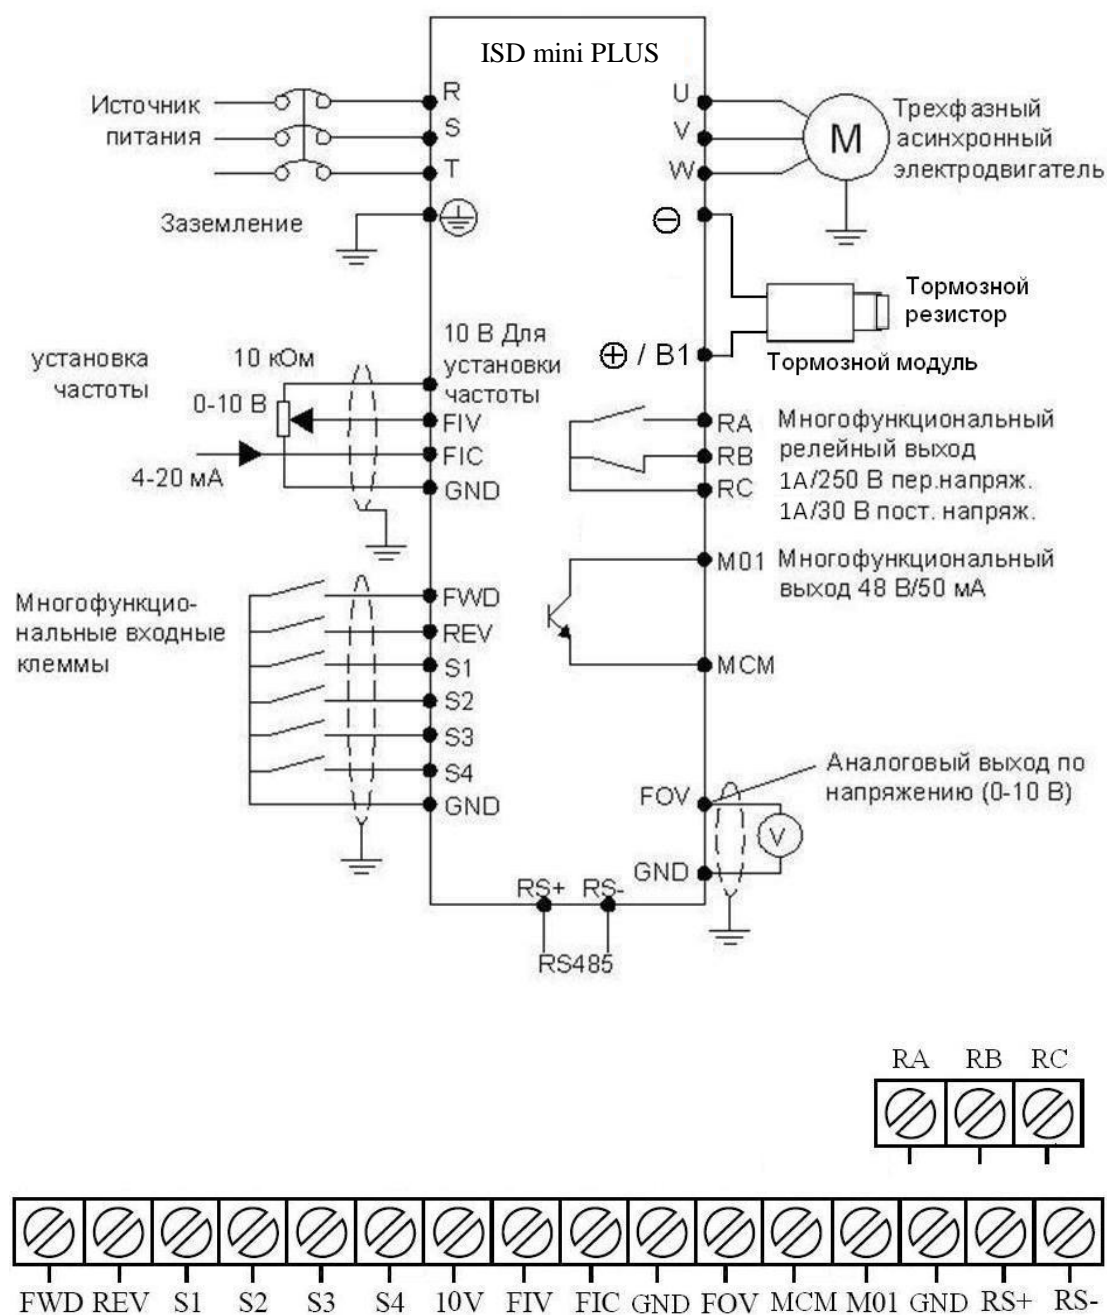 ISD mini PLUS
Источник
питания
R
S
T
Заземление
U
V
W
M
Трехфазный
асинхронный
электродвигатель
⊖
⊕ / B1
Тормозной
резистор
Тормозной модуль
установка
частоты
10 кОм
0-10 В
4-20 мА
10 В Для
установки
частоты
FIV
FIC
GND
RA
RB
RC
Многофункциональный
релейный выход
1А/250 В пер.напряж.
1А/30 В пост. напряж.
M01
Многофункциональный
выход 48 В/50 мА
MCM
Многофункцио-
нальные входные
клеммы
FWD
REV
S1
S2
S3
S4
GND
FOV
Аналоговый выход по
напряжению (0-10 В)
V
GND
RS+ RS-
RS485
RA RB RC
FWD REV S1 S2 S3 S4 10V FIV FIC GND FOV MCM M01 GND RS+ RS-